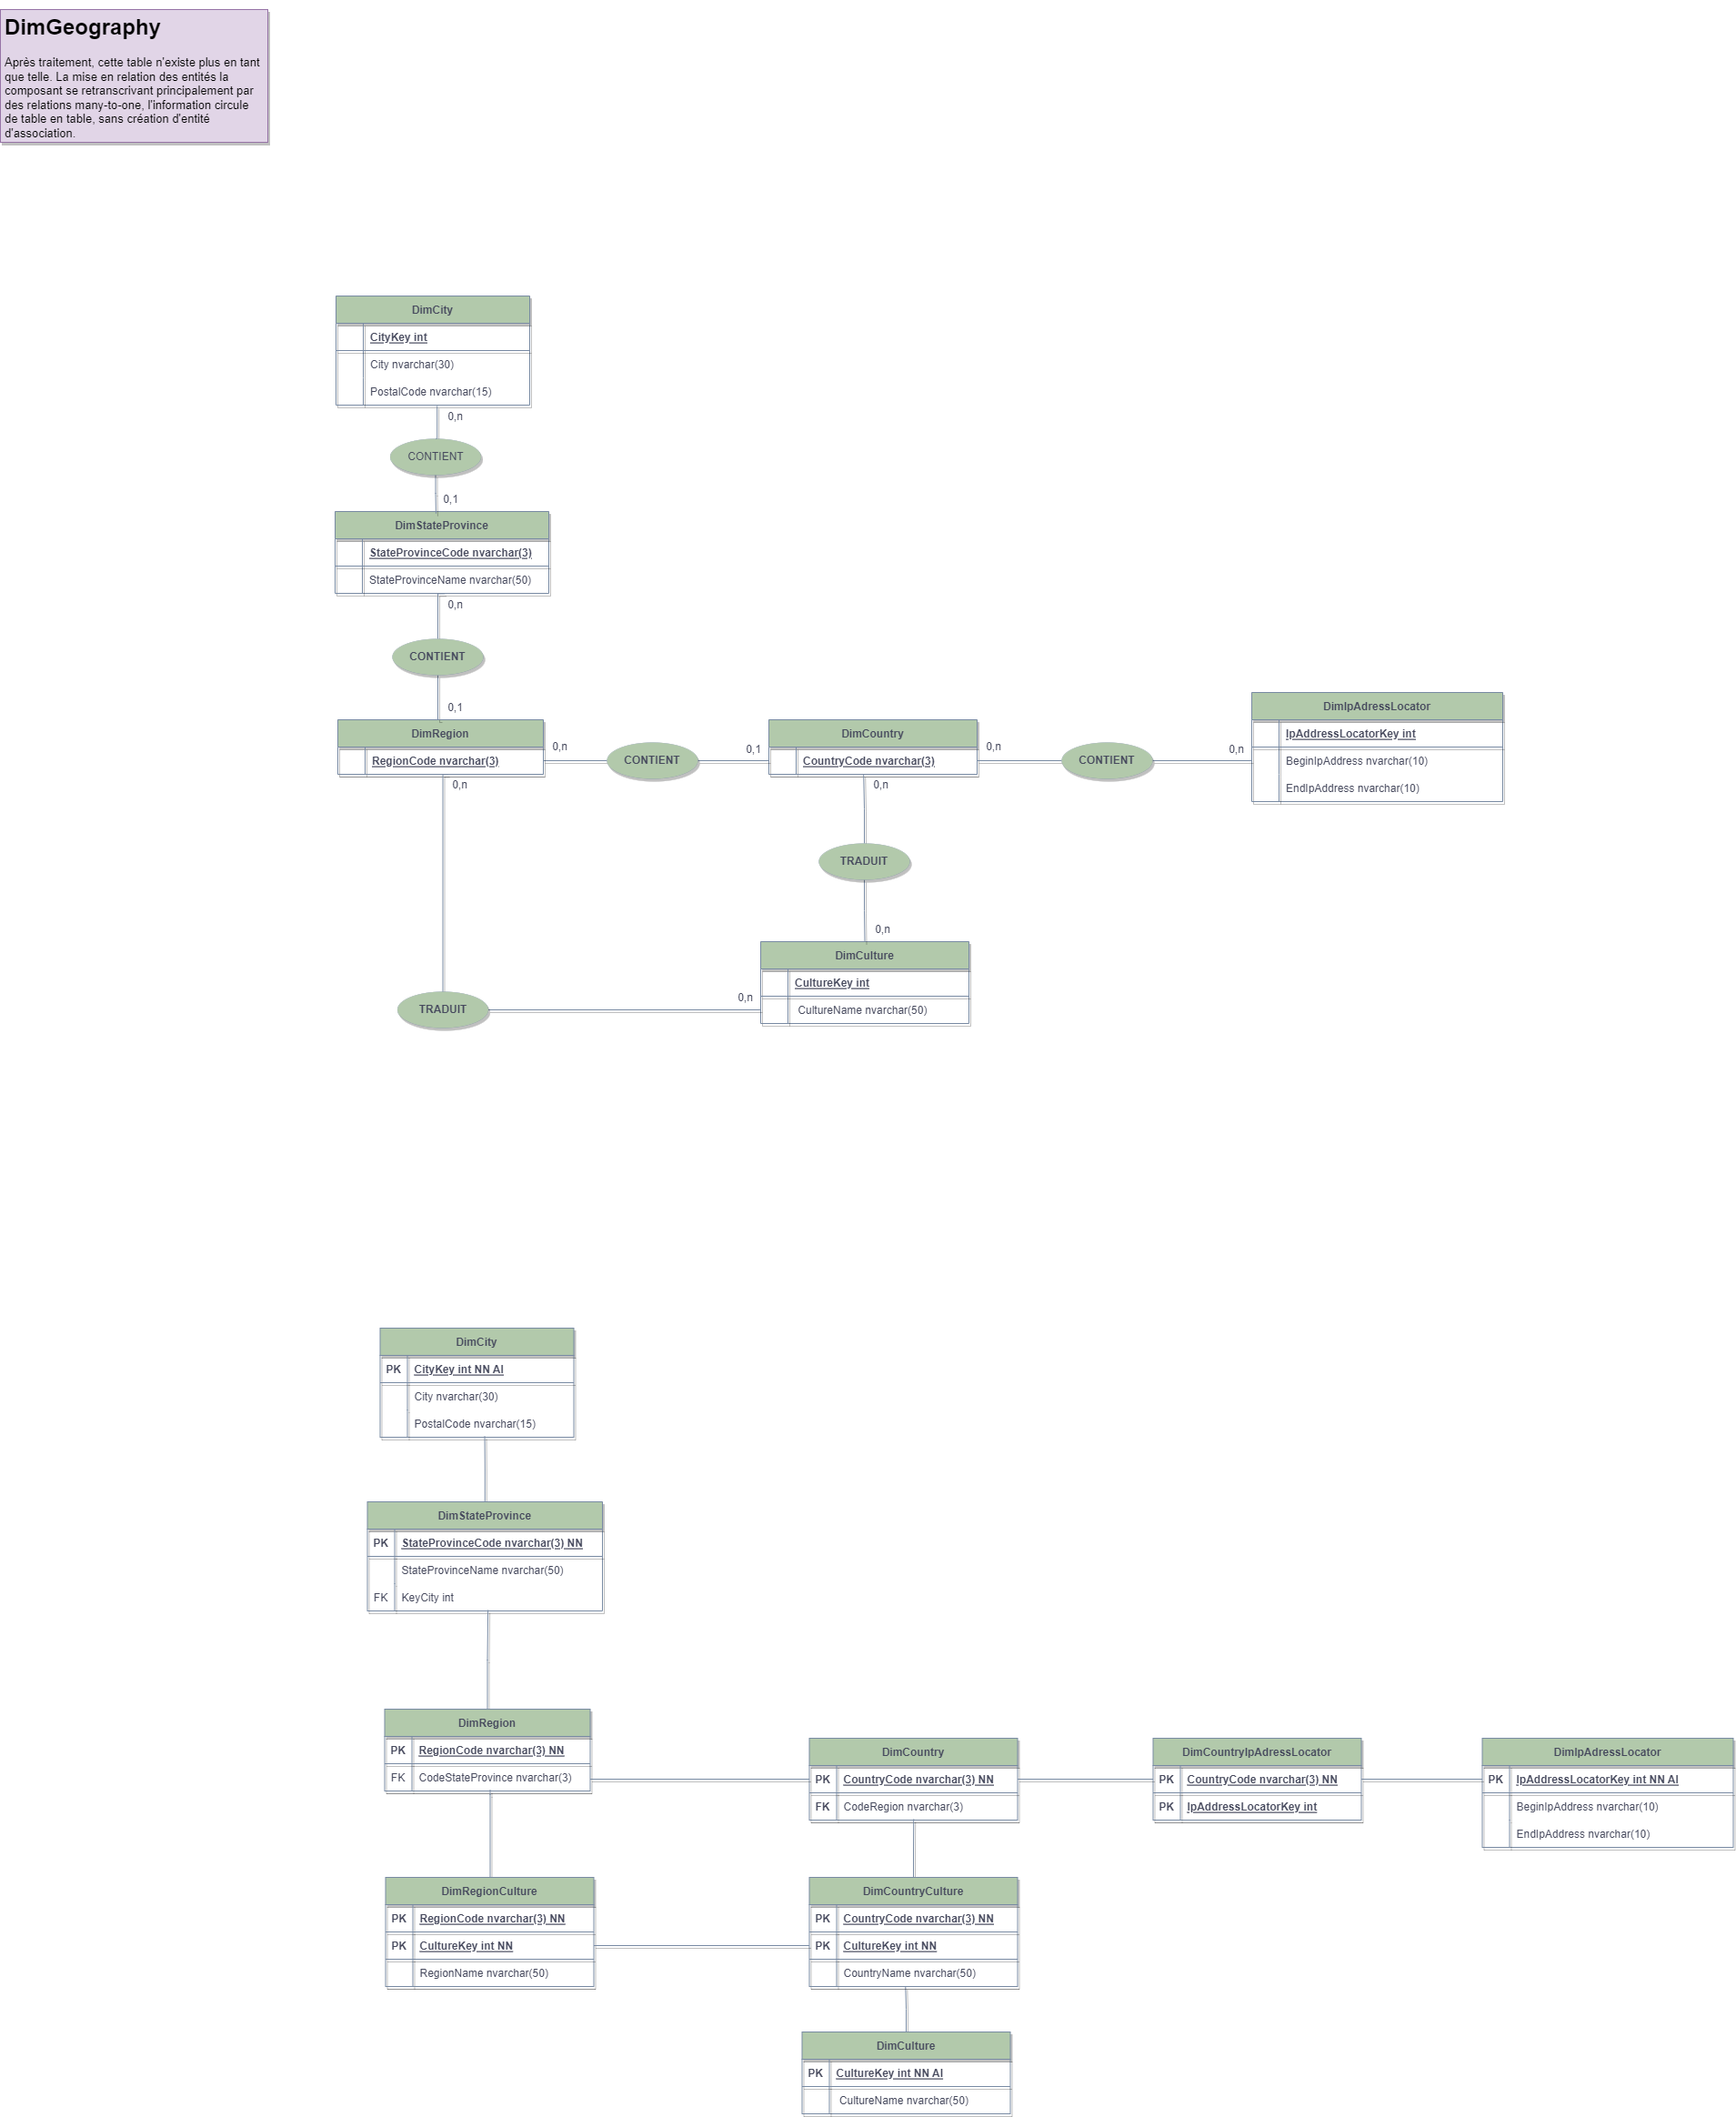 DimGeography
Après traitement, cette table n'existe plus en tant
que telle. La mise en relation des entités la
composant se retranscrivant principalement par
des relations many-to-one, l'information circule
de table en table, sans création d'entité
d'association.
DimCity
CityKey int
City nvarchar(30)
PostalCode nvarchar(15)
0,n
CONTIENT
0,1
DimStateProvince
StateProvinceCode nvarchar(3)
StateProvinceName nvarchar(50)
0,n
CONTIENT
0,1
DimRegion
RegionCode nvarchar(3)
0,n
CONTIENT
0,1
DimCountry
CountryCode nvarchar(3)
0,n
CONTIENT
0,n
DimIpAdressLocator
IpAddressLocatorKey int
BeginIpAddress nvarchar(10)
EndIpAddress nvarchar(10)
0,n
0,n
TRADUIT
0,n
DimCulture
CultureKey int
CultureName nvarchar(50)
0,n
TRADUIT
DimCity
PK CityKey int NN AI
City nvarchar(30)
PostalCode nvarchar(15)
DimStateProvince
PK StateProvinceCode nvarchar(3) NN
StateProvinceName nvarchar(50)
FK KeyCity int
DimRegion
PK RegionCode nvarchar(3) NN
FK CodeStateProvince nvarchar(3)
DimCountry
PK CountryCode nvarchar(3) NN
FK CodeRegion nvarchar(3)
DimCountryIpAdressLocator
PK CountryCode nvarchar(3) NN
PK IpAddressLocatorKey int
DimIpAdressLocator
PK IpAddressLocatorKey int NN AI
BeginIpAddress nvarchar(10)
EndIpAddress nvarchar(10)
DimRegionCulture
PK RegionCode nvarchar(3) NN
PK CultureKey int NN
RegionName nvarchar(50)
DimCountryCulture
PK CountryCode nvarchar(3) NN
PK CultureKey int NN
CountryName nvarchar(50)
DimCulture
PK CultureKey int NN AI
CultureName nvarchar(50)